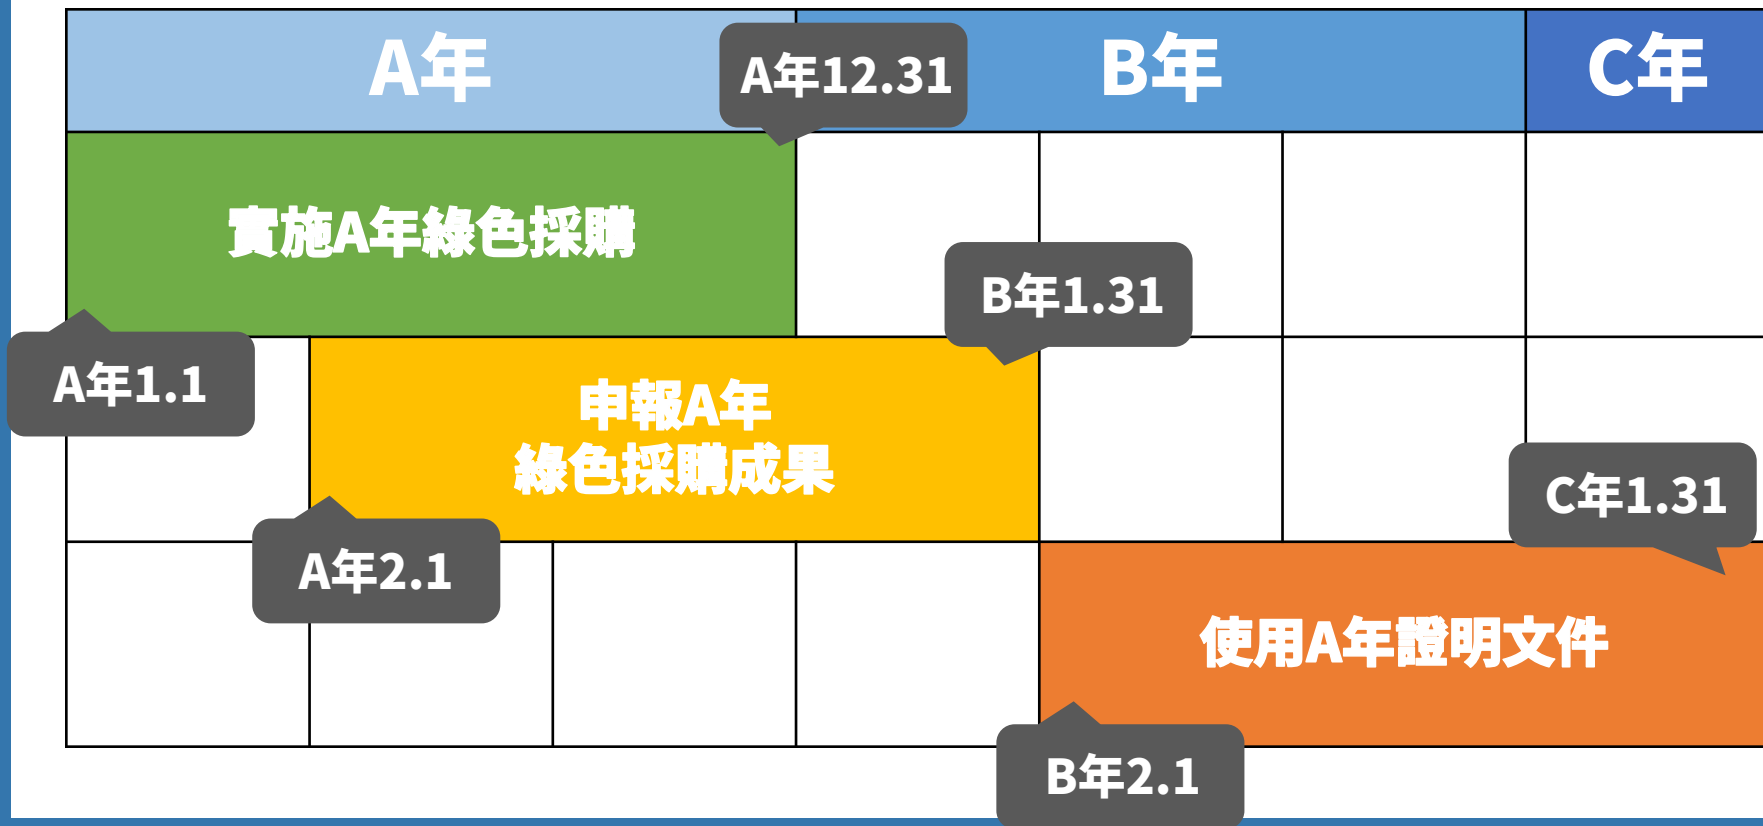 A年
A年12.31
B年
C年
實施A年綠色採購
B年1.31
A年1.1
申報A年
綠色採購成果
C年1.31
A年2.1
使用A年證明文件
B年2.1